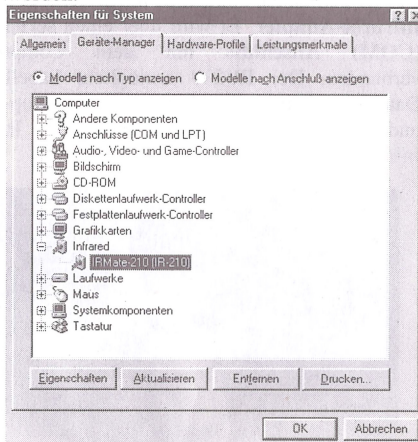 Eigenschaften für System
Allgemein Geräte-Manager Hardware-Profile Leistungsmerkmale
Modelle nach Typ anzeigen Modelle nach Anschluß anzeigen
Computer
Andere Komponenten
Anschlüsse (COM und LPT)
Audio-, Video- und Game-Controller
Bildschirm
CD-ROM
Diskettenlaufwerk-Controller
Festplattenlaufwerk-Controller
Grafikkarten
Infrared
IRMate-210 (IR-210)
Laufwerke
Maus
Systemkomponenten
Tastatur
Eigenschaften Aktualisieren Entfernen Drucken...
OK Abbrechen